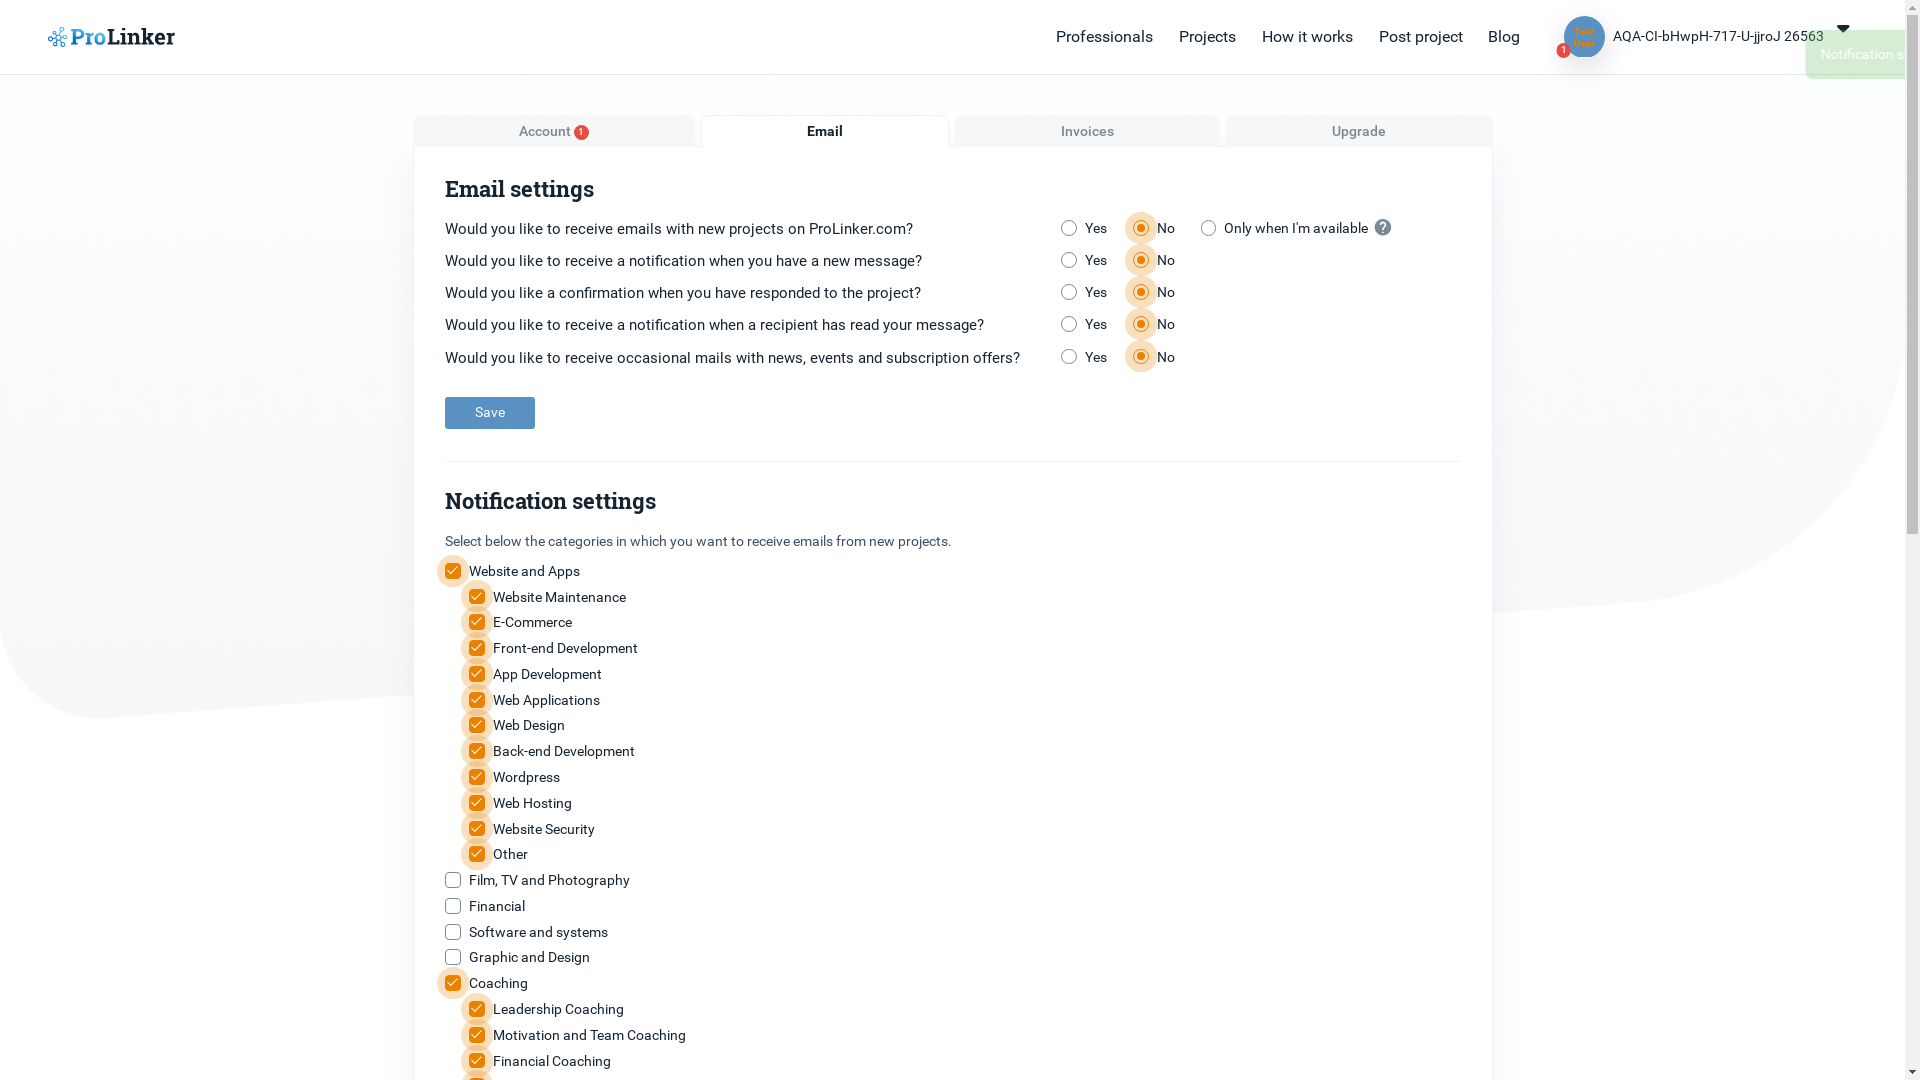 ProLinker
Professionals Projects How it works Post project Blog
1
AQA-CI-bHwpH-717-U-jjroJ 26563
Notification
Account 1 Email Invoices Upgrade
Email settings
Would you like to receive emails with new projects on ProLinker.com? Yes No Only when I'm available ?
Would you like to receive a notification when you have a new message? Yes No
Would you like a confirmation when you have responded to the project? Yes No
Would you like to receive a notification when a recipient has read your message? Yes No
Would you like to receive occasional mails with news, events and subscription offers? Yes No
Save
Notification settings
Select below the categories in which you want to receive emails from new projects.
Website and Apps
Website Maintenance
E-Commerce
Front-end Development
App Development
Web Applications
Web Design
Back-end Development
Wordpress
Web Hosting
Website Security
Other
Film, TV and Photography
Financial
Software and systems
Graphic and Design
Coaching
Leadership Coaching
Motivation and Team Coaching
Financial Coaching